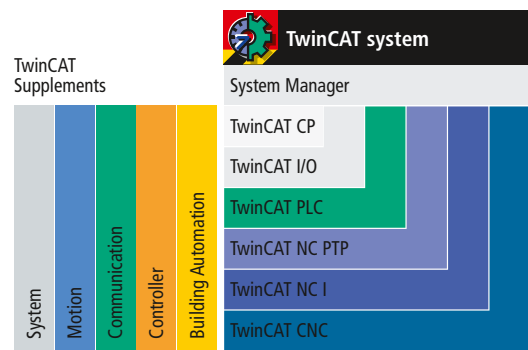 TwinCAT system
TwinCAT
Supplements
System Manager
TwinCAT CP
TwinCAT I/O
TwinCAT PLC
TwinCAT NC PTP
TwinCAT NC I
TwinCAT CNC
System
Motion
Communication
Controller
Building Automation